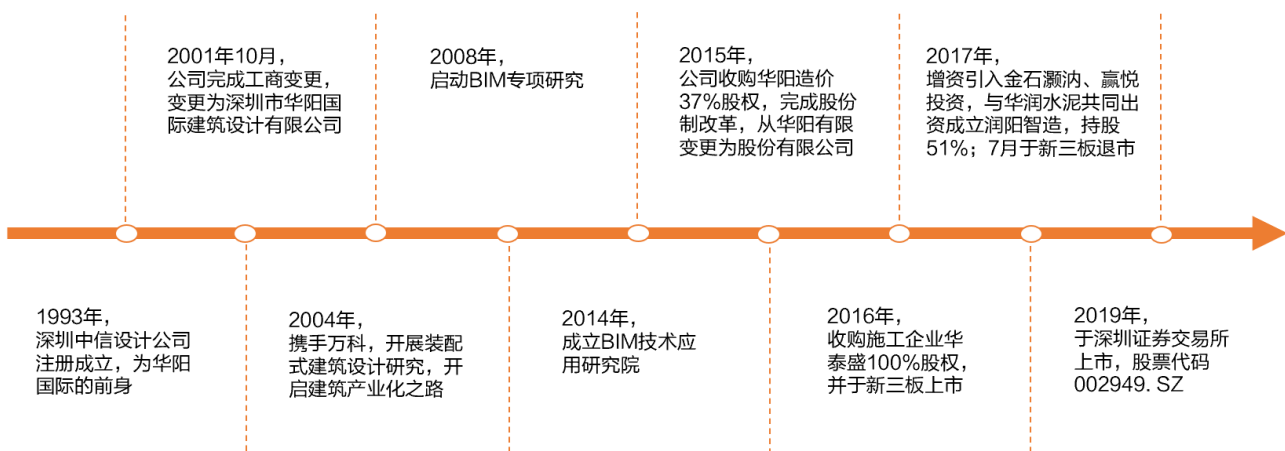 1993年，
深圳中信设计公司
注册成立，为华阳
国际的前身
2001年10月，
公司完成工商变更，
变更为深圳市华阳国
际建筑设计有限公司
2004年，
携手万科，开展装配
式建筑设计研究，开
启建筑产业化之路
2008年，
启动BIM专项研究
2014年，
成立BIM技术应
用研究院
2015年，
公司收购华阳造价
37%股权，完成股份
制改革，从华阳有限
变更为股份有限公司
2016年，
收购施工企业华
泰盛100%股权，
并于新三板上市
2017年，
增资引入金石灏汭、赢悦
投资，与华润水泥共同出
资成立润阳智造，持股
51%；7月于新三板退市
2019年，
于深圳证券交易所
上市，股票代码
002949. SZ